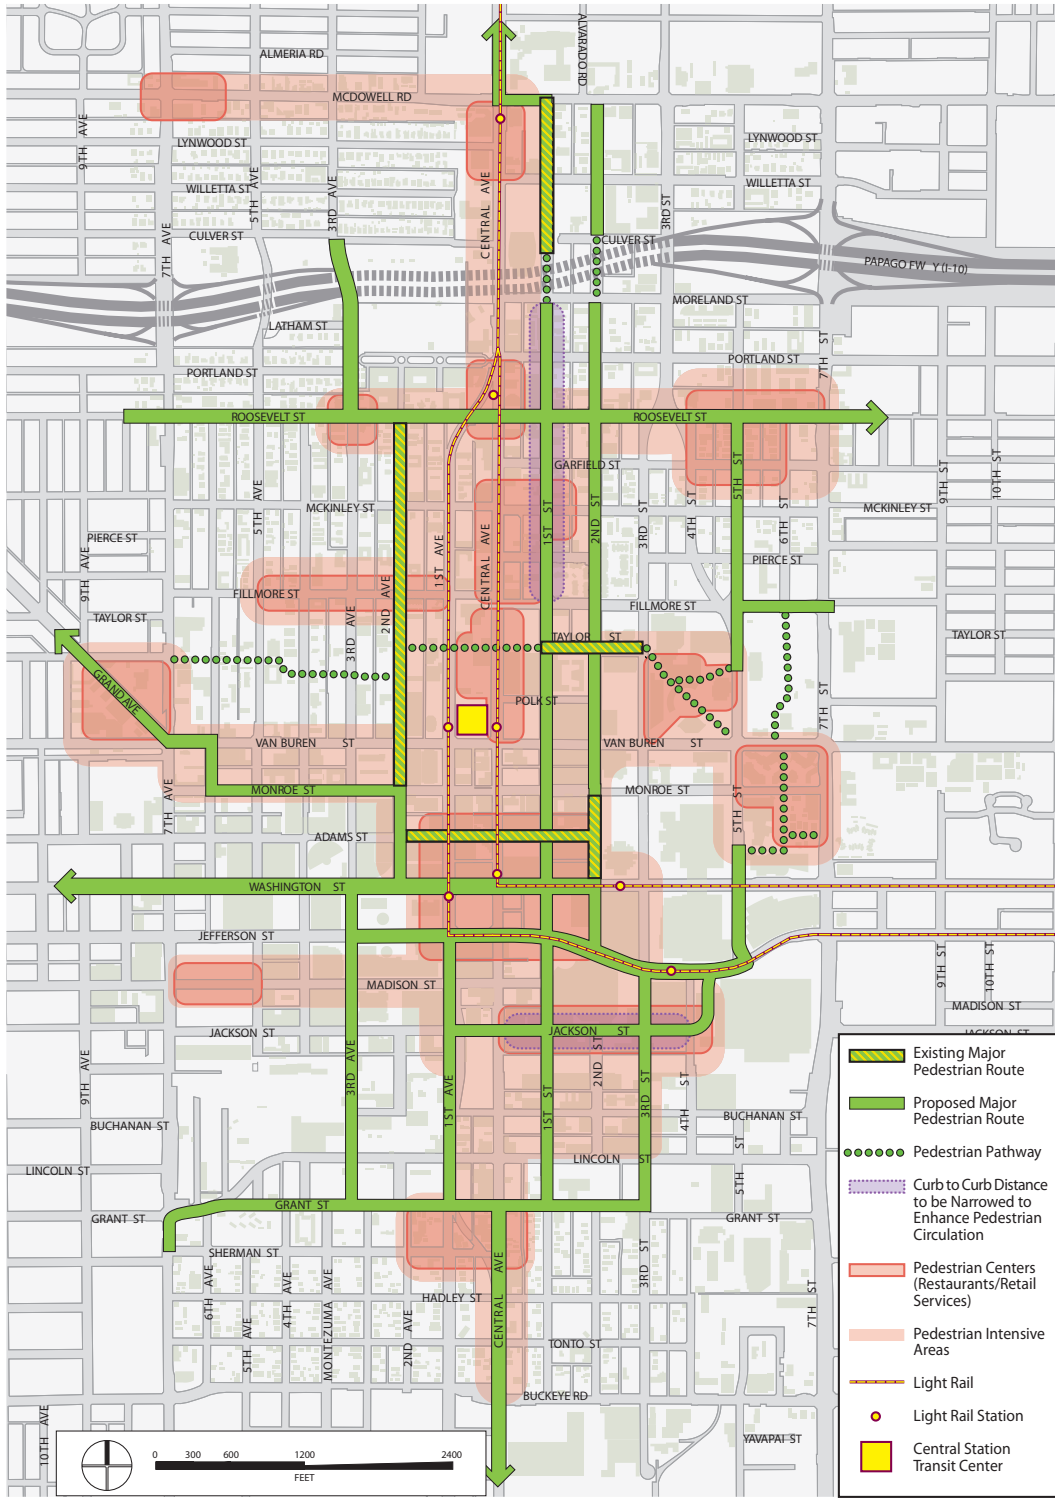 ALVARADO RD
ALMERIA RD
MCDOWELL RD
9TH AVE
LYNWOOD ST
LYNWOOD ST
WILLETTA ST
5TH AVE
3RD AVE
CENTRAL AVE
WILLETTA ST
3RD ST
7TH AVE
CULVER ST
CULVER ST
PAPAGO FW Y (I-10)
MORELAND ST
LATHAM ST
7TH ST
PORTLAND ST
PORTLAND ST
ROOSEVELT ST
ROOSEVELT ST
GARFIELD ST
5TH ST
9TH ST
10TH ST
5TH AVE
MCKINLEY ST
1ST ST
2ND ST
3RD ST
4TH ST
6TH ST
MCKINLEY ST
PIERCE ST
9TH AVE
1ST AVE
CENTRAL AVE
PIERCE ST
FILLMORE ST
2ND AVE
3RD AVE
FILLMORE ST
TAYLOR ST
TAYLOR ST
TAYLOR ST
GRAND AVE
POLK ST
7TH ST
VAN BUREN ST
VAN BUREN ST
7TH AVE
MONROE ST
MONROE ST
5TH ST
ADAMS ST
WASHINGTON ST
JEFFERSON ST
9TH ST
10TH ST
MADISON ST
MADISON ST
JACKSON ST
JACKSON ST
JACKSON ST
9TH AVE
3RD AVE
1ST AVE
1ST ST
2ND ST
3RD ST
4TH ST
BUCHANAN ST
BUCHANAN ST
5TH ST
LINCOLN ST
LINCOLN ST
GRANT ST
GRANT ST
GRANT ST
SHERMAN ST
6TH AVE
5TH AVE
4TH AVE
MONTEZUMA AVE
2ND AVE
CENTRAL AVE
3RD ST
7TH ST
HADLEY ST
TONTO ST
BUCKEYE RD
10TH AVE
YAVAPAI ST
0 300 600 1200 2400
FEET
Existing Major
Pedestrian Route
Proposed Major
Pedestrian Route
Pedestrian Pathway
Curb to Curb Distance
to be Narrowed to
Enhance Pedestrian
Circulation
Pedestrian Centers
(Restaurants/Retail
Services)
Pedestrian Intensive
Areas
Light Rail
Light Rail Station
Central Station
Transit Center